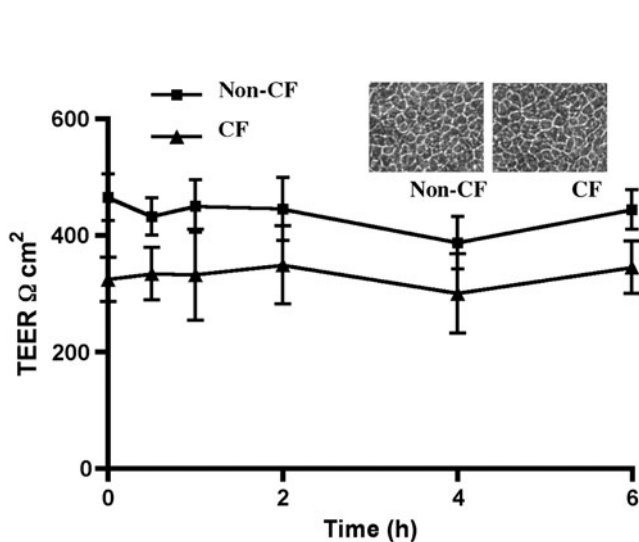 Non-CF
CF
600
400
200
0
TEER Ω cm²
Non-CF CF
0 2 4 6
Time (h)